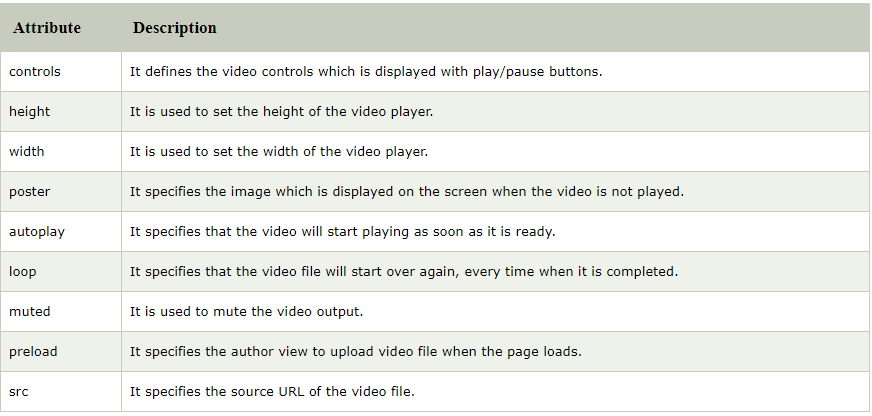 Attribute Description
controls It defines the video controls which is displayed with play/pause buttons.
height It is used to set the height of the video player.
width It is used to set the width of the video player.
poster It specifies the image which is displayed on the screen when the video is not played.
autoplay It specifies that the video will start playing as soon as it is ready.
loop It specifies that the video file will start over again, every time when it is completed.
muted It is used to mute the video output.
preload It specifies the author view to upload video file when the page loads.
src It specifies the source URL of the video file.